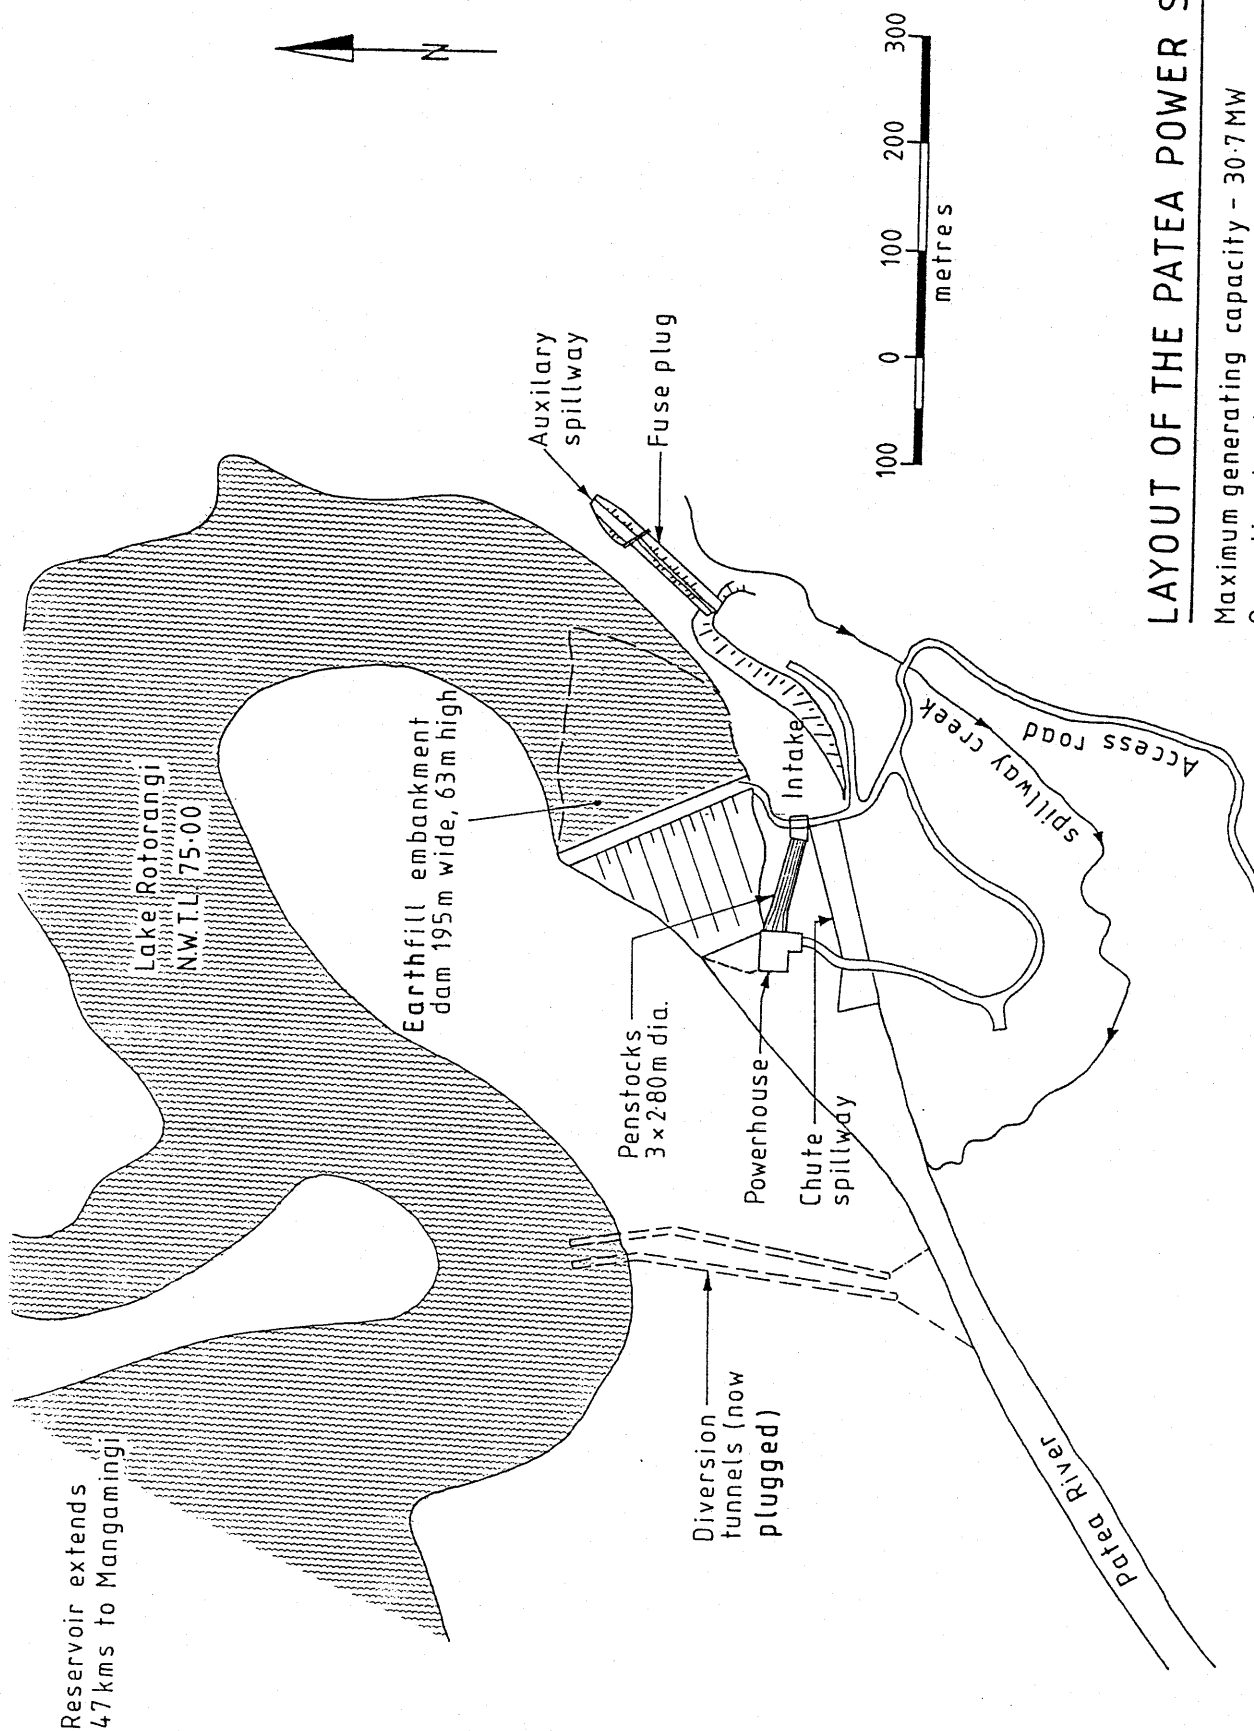 Reservoir extends
47kms to Mangamingi
Lake Rotorangi
N.W.T.L. 75·00
N
Earthfill embankment
dam 195m wide, 63m high
Auxilary
spillway
Fuse plug
Penstocks
3 x 2·80m dia.
Intake
Powerhouse
Chute
spillway
Diversion
tunnels (now
plugged)
spillway creek
Access road
Patea River
100 0 100 200 300
metres
LAYOUT OF THE PATEA POWER S
Maximum generating capacity - 30·7MW